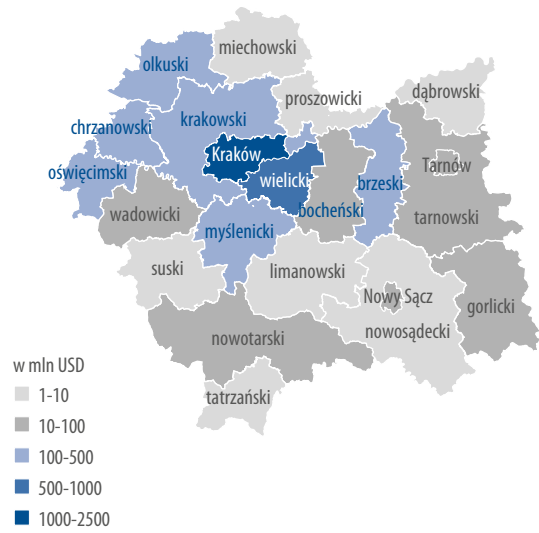 miechowski
olkuski
dąbrowski
proszowicki
krakowski
chrzanowski
Kraków
Tarnów
oświęcimski
wielicki
brzeski
wadowicki
bocheński
tarnowski
myślenicki
suski
limanowski
Nowy Sącz
gorlicki
nowosądecki
nowotarski
tatrzański
w mln USD
1-10
10-100
100-500
500-1000
1000-2500